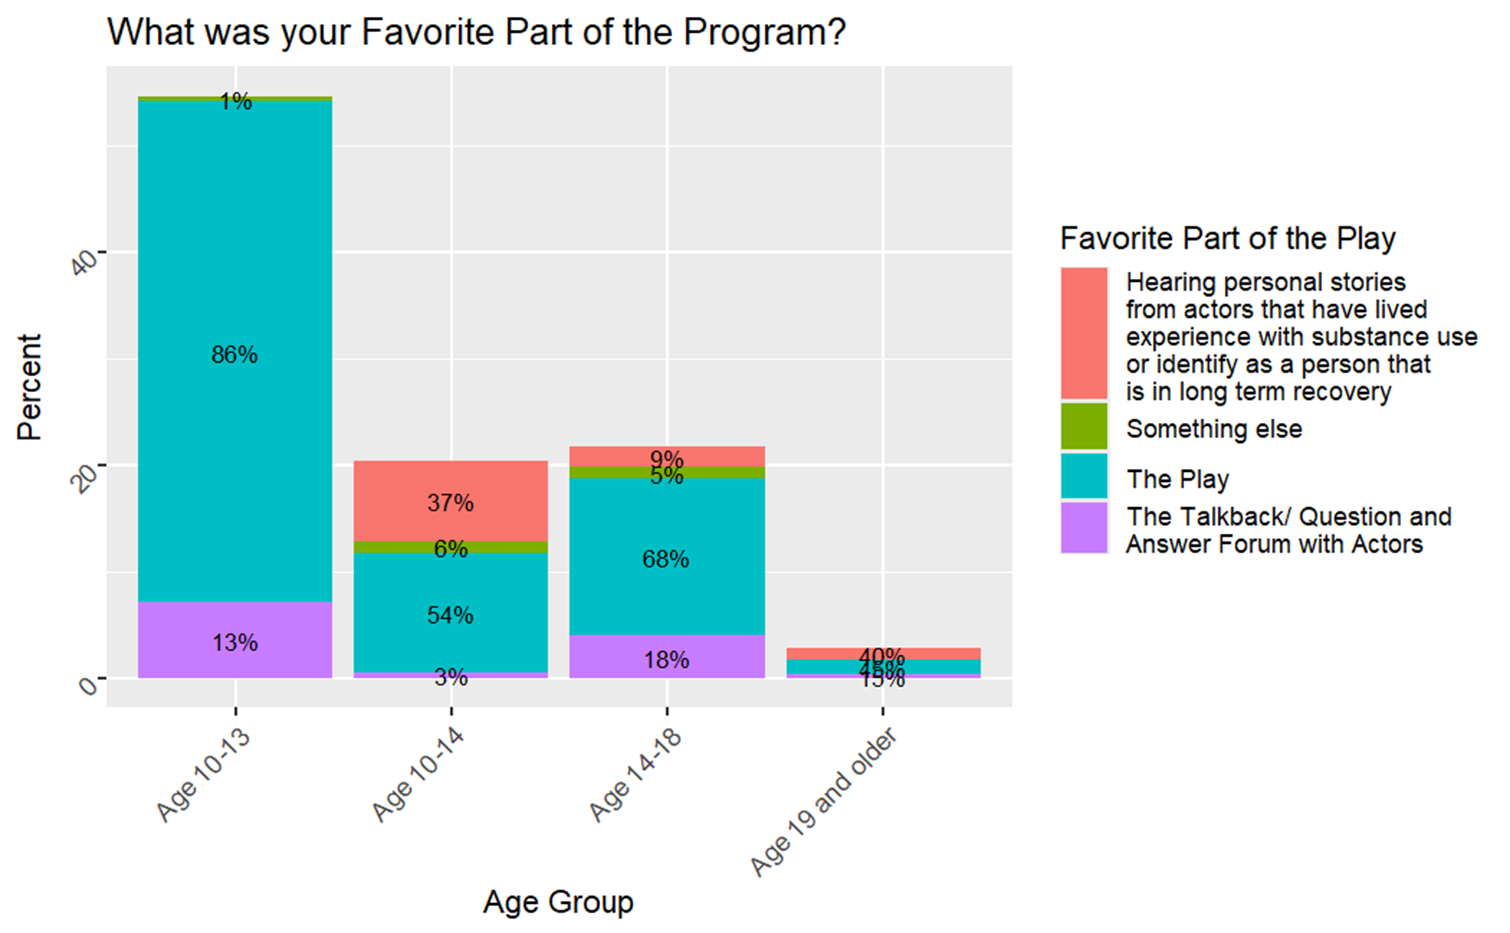 What was your Favorite Part of the Program?
1%
86%
13%
37%
6%
54%
3%
9%
5%
68%
18%
40%
45%
15%
Percent
0
20
40
Age 10-13
Age 10-14
Age 14-18
Age 19 and older
Age Group
Favorite Part of the Play
Hearing personal stories
from actors that have lived
experience with substance use
or identify as a person that
is in long term recovery
Something else
The Play
The Talkback/ Question and
Answer Forum with Actors